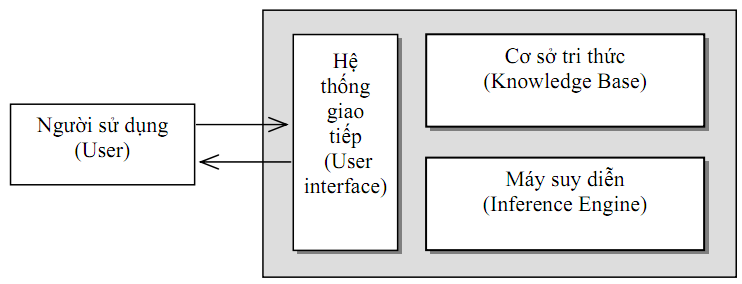 Người sử dụng
(User)
Hệ
thống
giao
tiếp
(User
interface)
Cơ sở tri thức
(Knowledge Base)
Máy suy diễn
(Inference Engine)